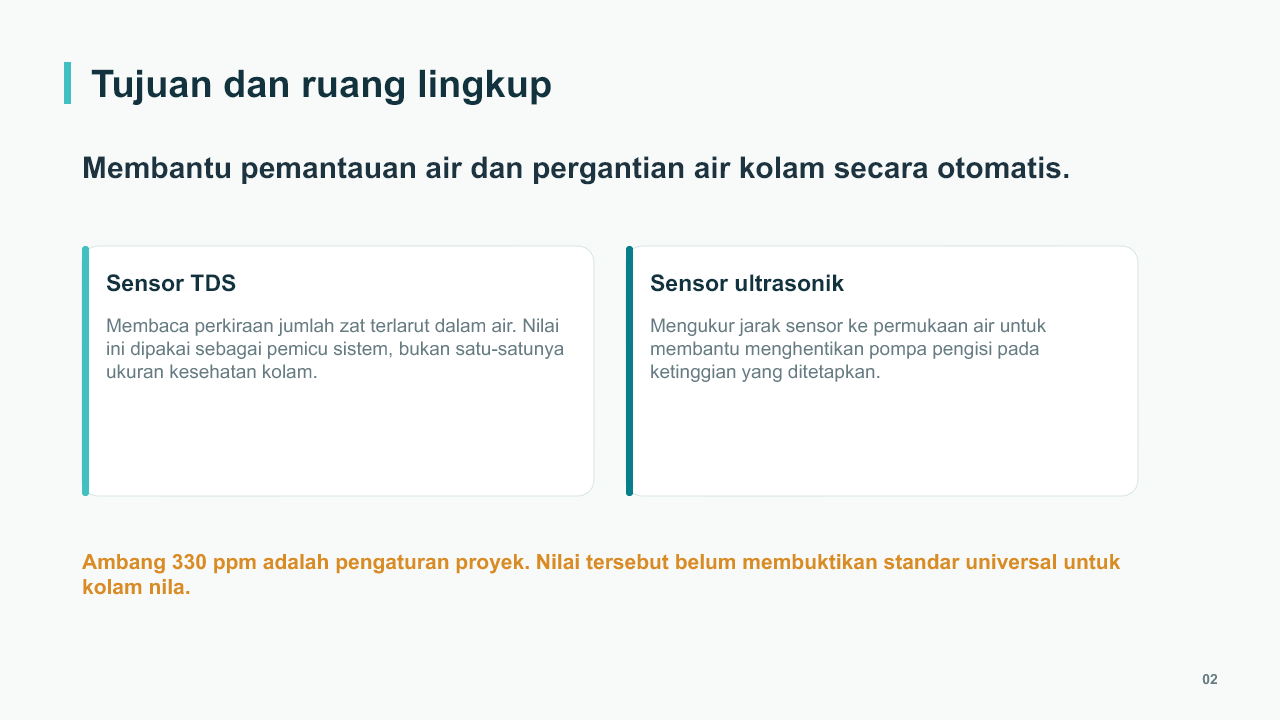 Tujuan dan ruang lingkup
Membantu pemantauan air dan pergantian air kolam secara otomatis.
Sensor TDS
Membaca perkiraan jumlah zat terlarut dalam air. Nilai
ini dipakai sebagai pemicu sistem, bukan satu-satunya
ukuran kesehatan kolam.
Sensor ultrasonik
Mengukur jarak sensor ke permukaan air untuk
membantu menghentikan pompa pengisi pada
ketinggian yang ditetapkan.
Ambang 330 ppm adalah pengaturan proyek. Nilai tersebut belum membuktikan standar universal untuk
kolam nila.
02